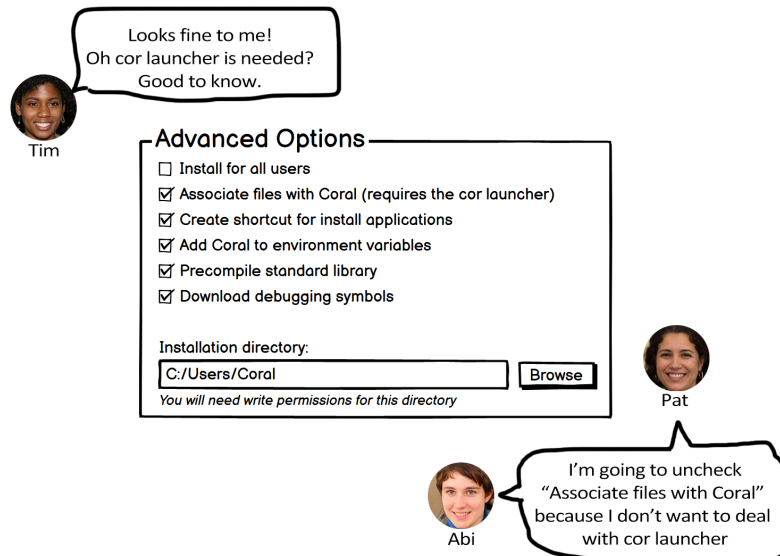 Looks fine to me!
Oh cor launcher is needed?
Good to know.
Tim
Advanced Options
Install for all users
Associate files with Coral (requires the cor launcher)
Create shortcut for install applications
Add Coral to environment variables
Precompile standard library
Download debugging symbols
Installation directory:
C:/Users/Coral
Browse
You will need write permissions for this directory
Pat
I'm going to uncheck
“Associate files with Coral”
because I don't want to deal
with cor launcher
Abi